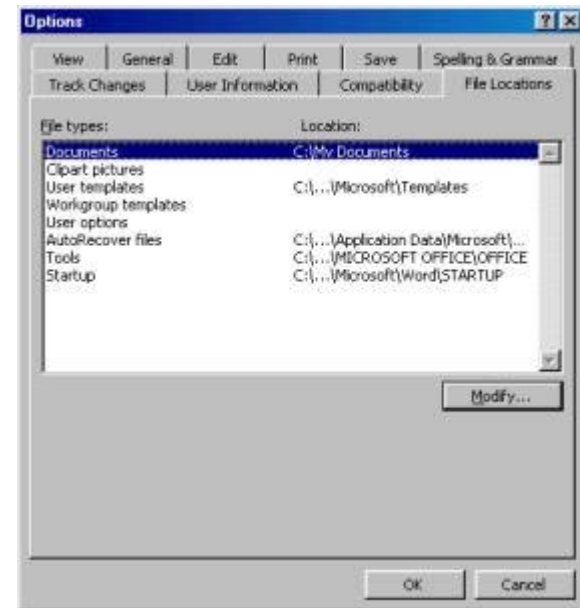 Options
View General Edit Print Save Spelling & Grammar
Track Changes User Information Compatibility File Locations
File types: Location:
Documents C:\My Documents
Clipart pictures
User templates C:\...\Microsoft\Templates
Workgroup templates
User options
AutoRecover files C:\...\Application Data\Microsoft\...
Tools C:\...\MICROSOFT OFFICE\OFFICE
Startup C:\...\Microsoft\Word\STARTUP
Modify...
OK Cancel